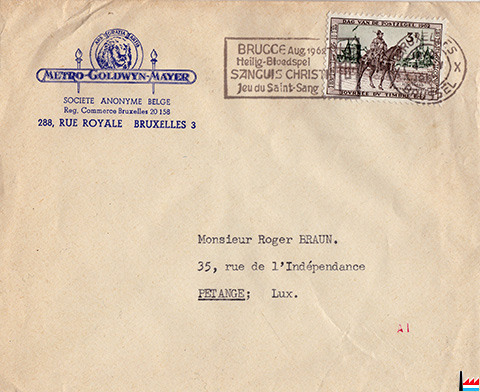 ARS GRATIA ARTIS
METRO-GOLDWYN-MAYER
SOCIETE ANONYME BELGE
Reg. Commerce Bruxelles 20 158
288, RUE ROYALE BRUXELLES 3
BRUGGE Aug. 1962
Heilig-Bloedspel
SANGUIS CHRISTI
Jeu du Saint-Sang
DAG VAN DE POSTZEGEL 1962
JOURNEE DU TIMBRE
X
Monsieur Roger BRAUN.
35, rue de l'Indépendance
PETANGE; Lux.
A1